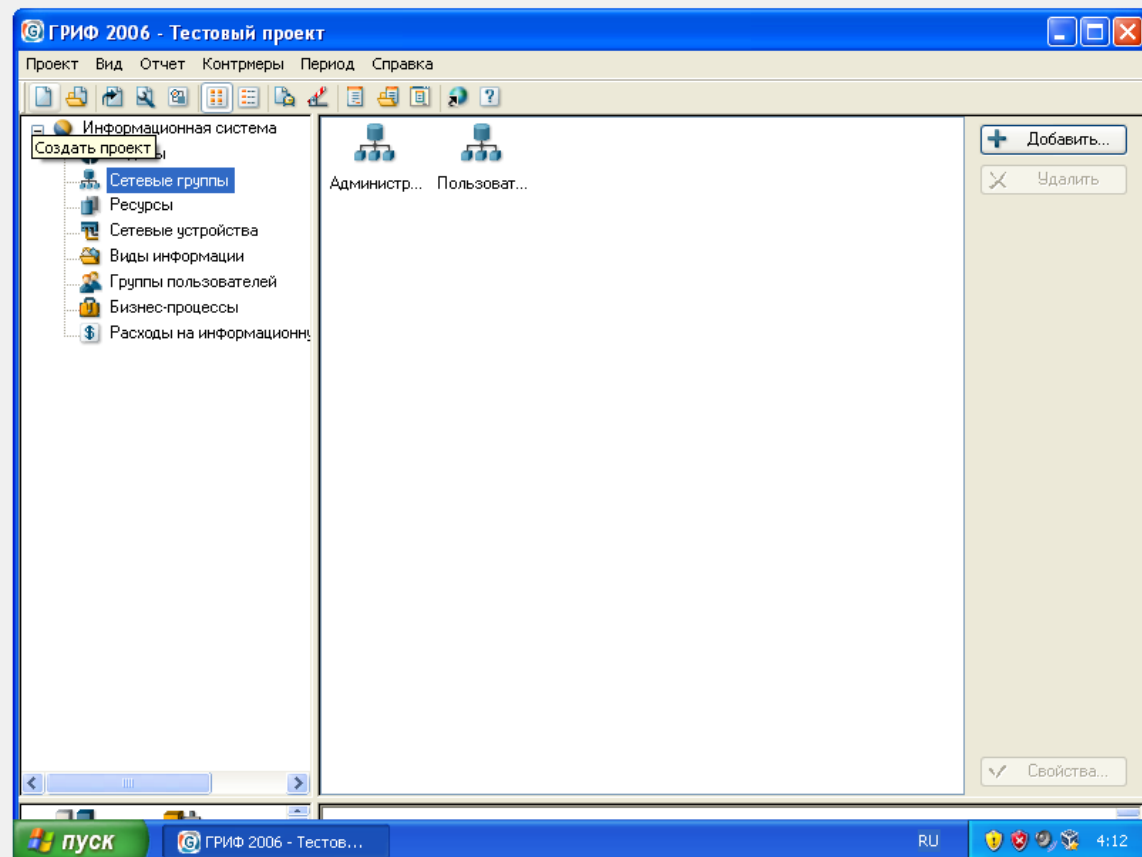 ГРИФ 2006 - Тестовый проект
Проект Вид Отчет Контрмеры Период Справка
Информационная система
Создать проект
Сетевые группы
Ресурсы
Сетевые устройства
Виды информации
Группы пользователей
Бизнес-процессы
Расходы на информационну
Администр... Пользоват...
Добавить...
Удалить
Свойства...
пуск
ГРИФ 2006 - Тестов...
RU
4:12